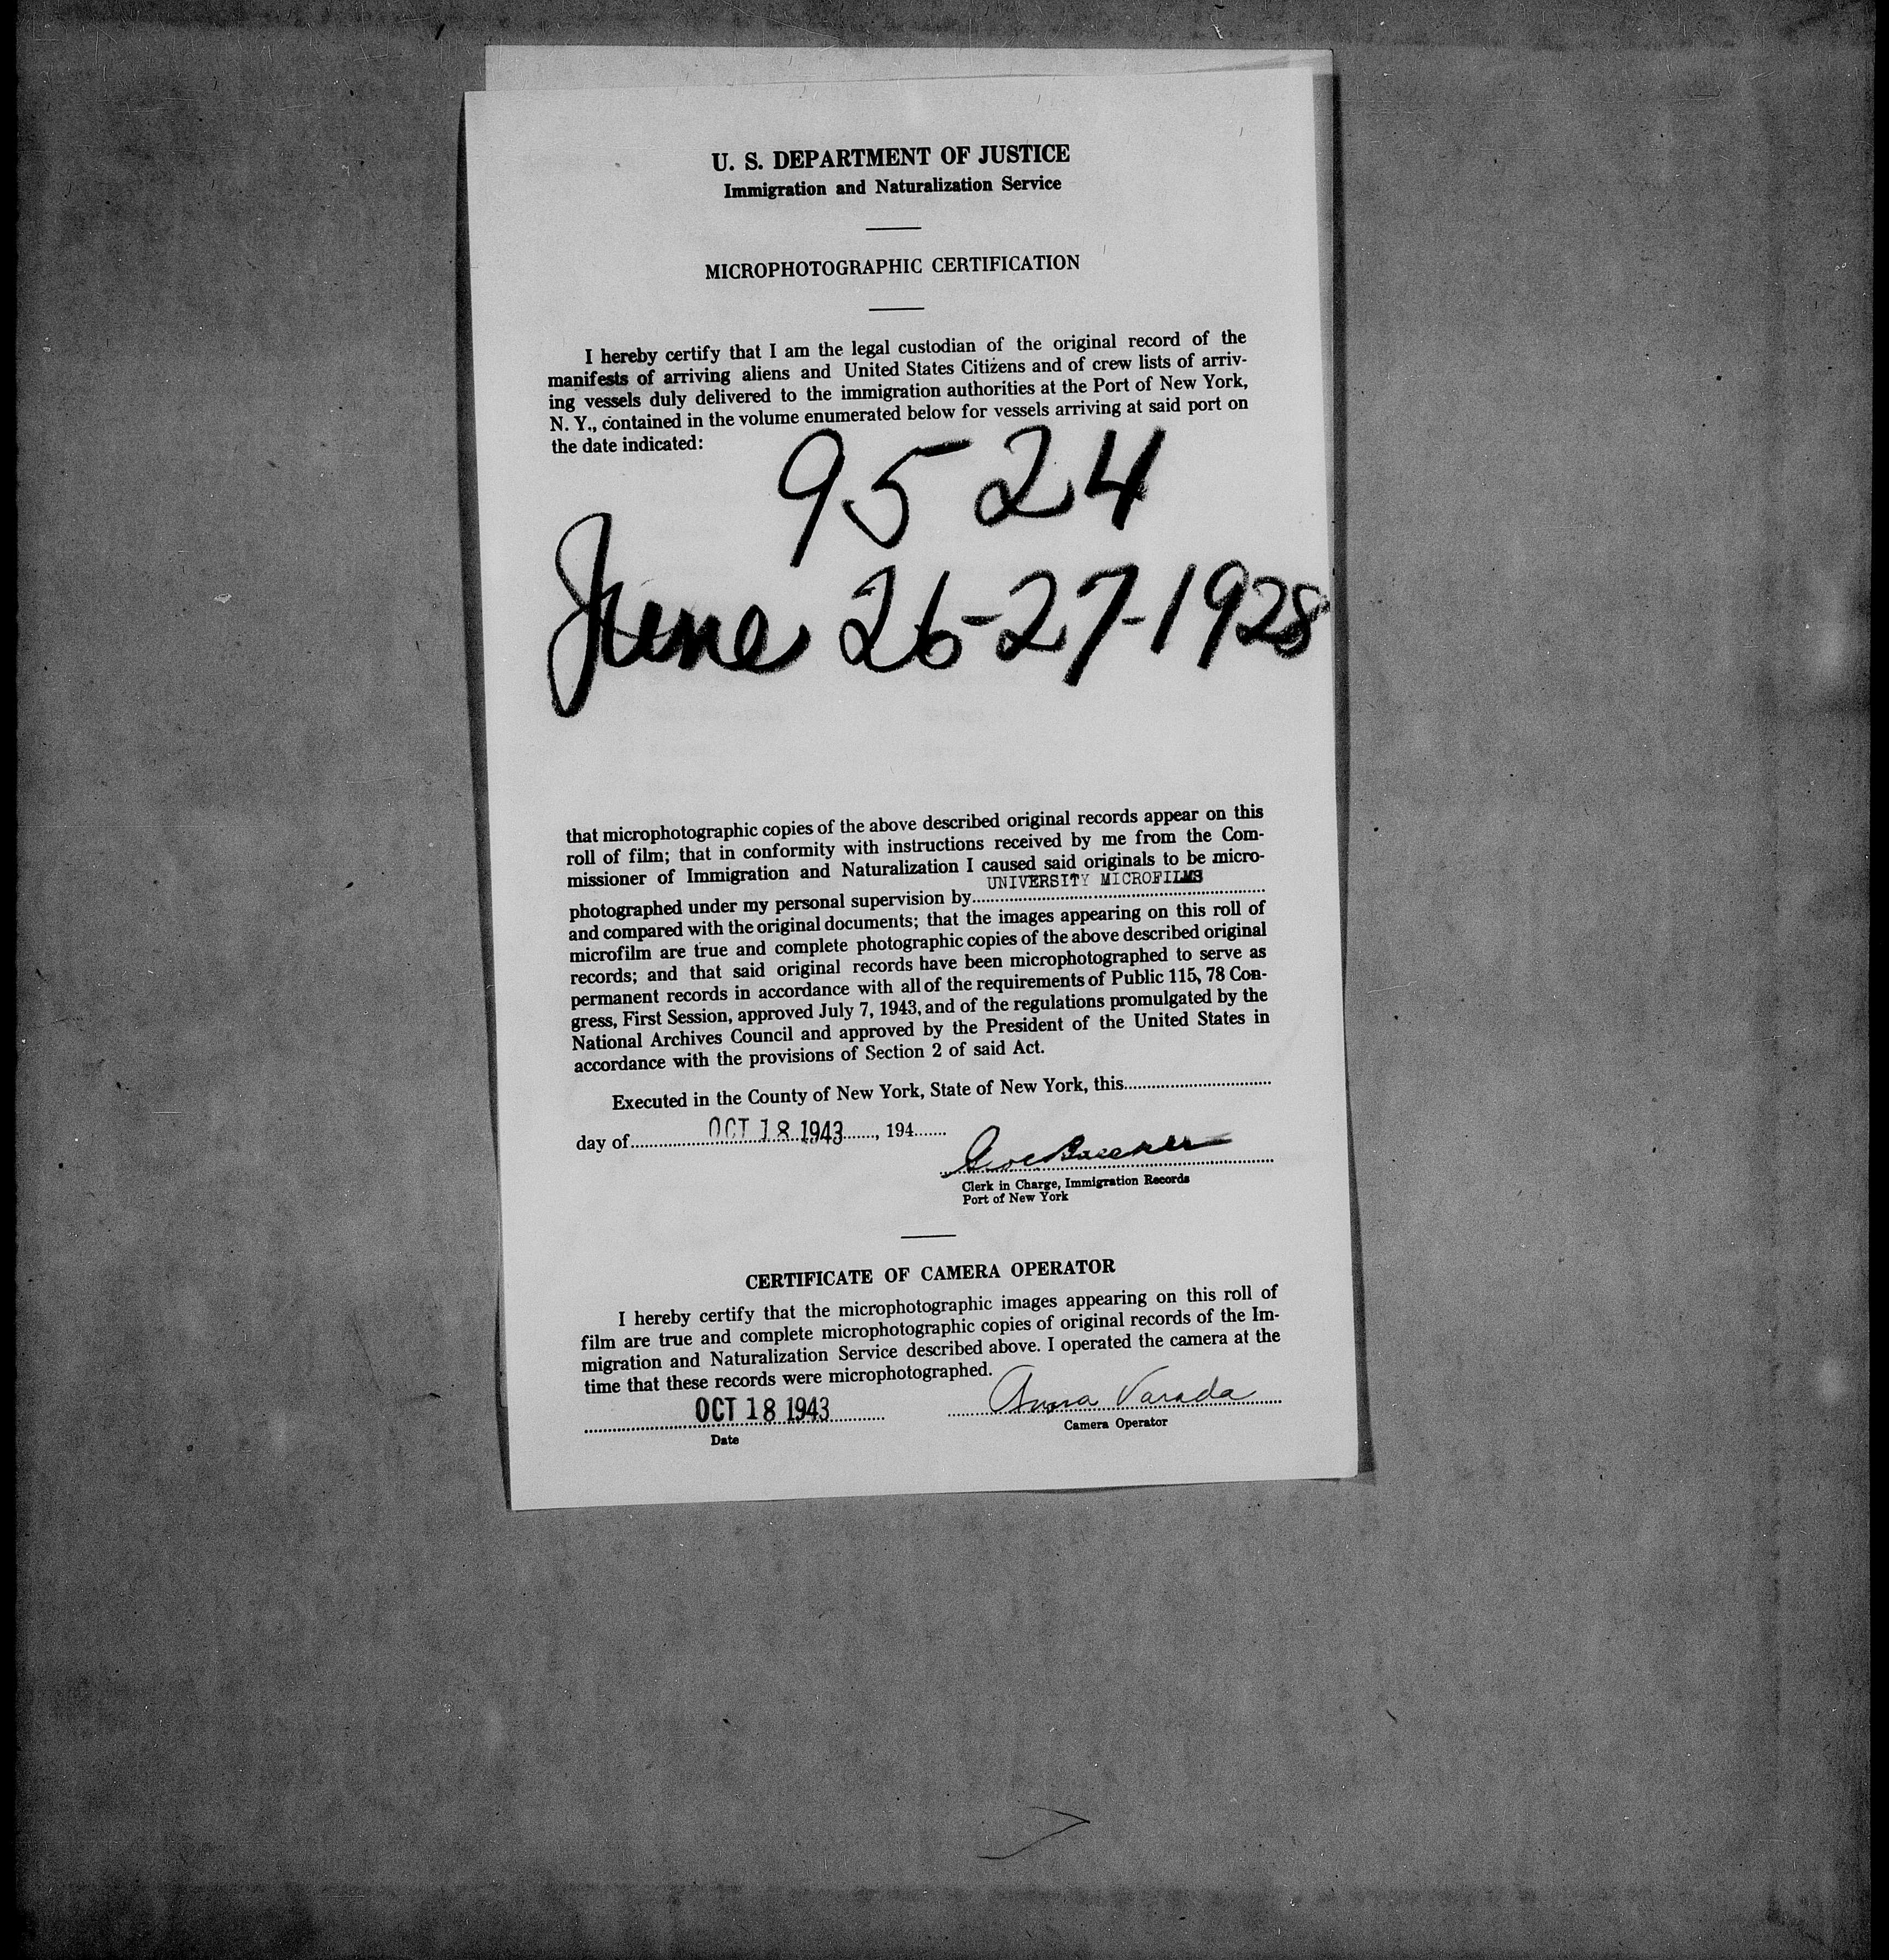 U. S. DEPARTMENT OF JUSTICE
Immigration and Naturalization Service
MICROPHOTOGRAPHIC CERTIFICATION
I hereby certify that I am the legal custodian of the original record of the
manifests of arriving aliens and United States Citizens and of crew lists of arriv-
ing vessels duly delivered to the immigration authorities at the Port of New York,
N. Y., contained in the volume enumerated below for vessels arriving at said port on
the date indicated:
9524
June 26-27-1928
that microphotographic copies of the above described original records appear on this
roll of film; that in conformity with instructions received by me from the Com-
missioner of Immigration and Naturalization I caused said originals to be micro-
UNIVERSITY MICROFILMS
photographed under my personal supervision by
and compared with the original documents; that the images appearing on this roll of
microfilm are true and complete photographic copies of the above described original
records; and that said original records have been microphotographed to serve as
permanent records in accordance with all of the requirements of Public 115, 78 Con-
gress, First Session, approved July 7, 1943, and of the regulations promulgated by the
National Archives Council and approved by the President of the United States in
accordance with the provisions of Section 2 of said Act.
Executed in the County of New York, State of New York, this
day of OCT 18 1943, 194
Clerk in Charge, Immigration Records
Port of New York
CERTIFICATE OF CAMERA OPERATOR
I hereby certify that the microphotographic images appearing on this roll of
film are true and complete microphotographic copies of original records of the Im-
migration and Naturalization Service described above. I operated the camera at the
time that these records were microphotographed.
OCT 18 1943 Anna Varada
Date Camera Operator